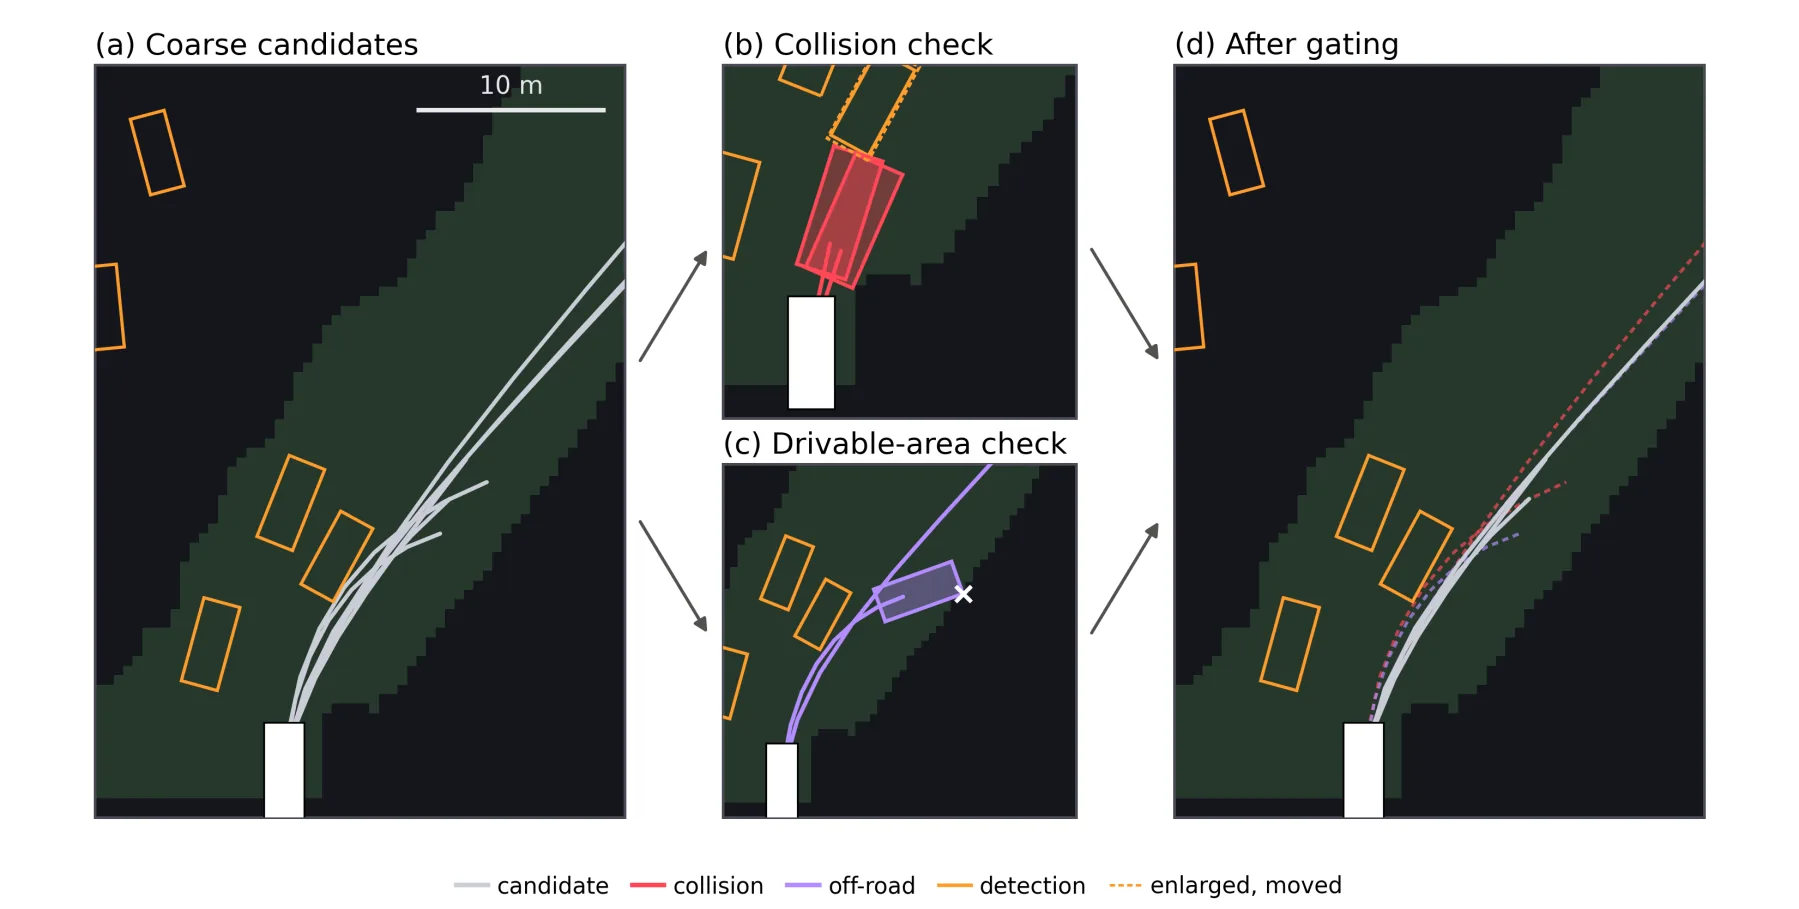 (a) Coarse candidates
10 m
(b) Collision check
(c) Drivable-area check
(d) After gating
candidate
collision
off-road
detection
enlarged, moved